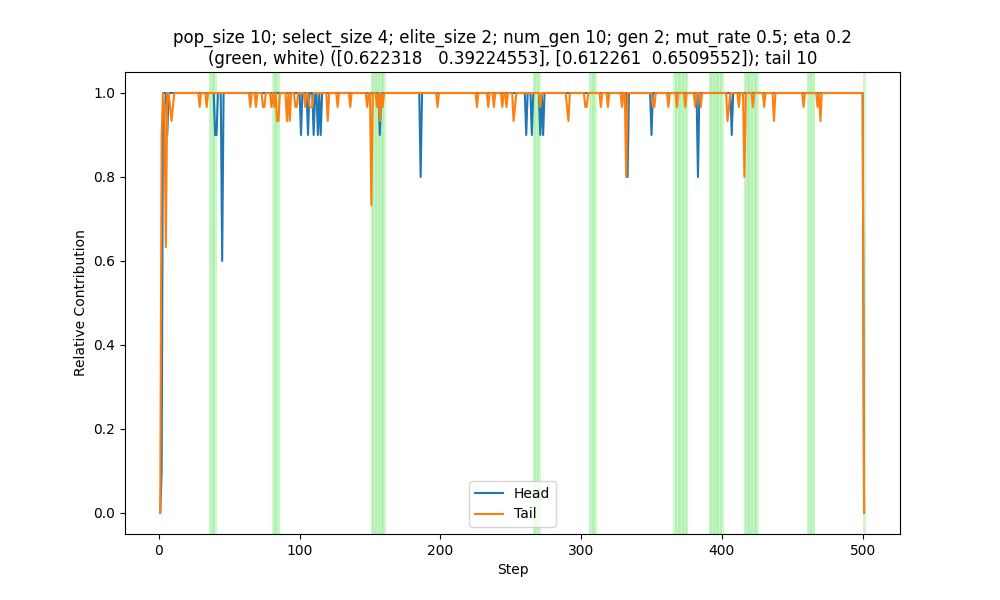 pop_size 10; select_size 4; elite_size 2; num_gen 10; gen 2; mut_rate 0.5; eta 0.2
(green, white) ([0.622318   0.39224553], [0.612261  0.6509552]); tail 10
1.0
0.8
0.6
0.4
0.2
0.0
Relative Contribution
Head
Tail
0 100 200 300 400 500
Step